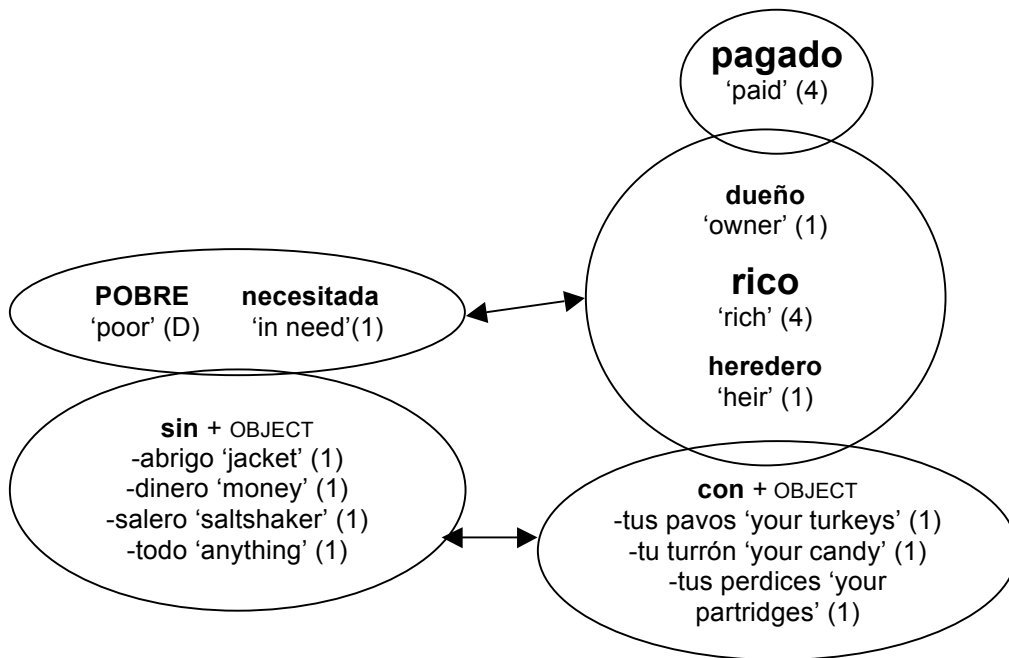 pagado
‘paid’ (4)
dueño
‘owner’ (1)
rico
‘rich’ (4)
heredero
‘heir’ (1)
POBRE necesitada
‘poor’ (D) ‘in need’(1)
sin + OBJECT
-abrigo ‘jacket’ (1)
-dinero ‘money’ (1)
-salero ‘saltshaker’ (1)
-todo ‘anything’ (1)
con + OBJECT
-tus pavos ‘your turkeys’ (1)
-tu turrón ‘your candy’ (1)
-tus perdices ‘your
partridges’ (1)